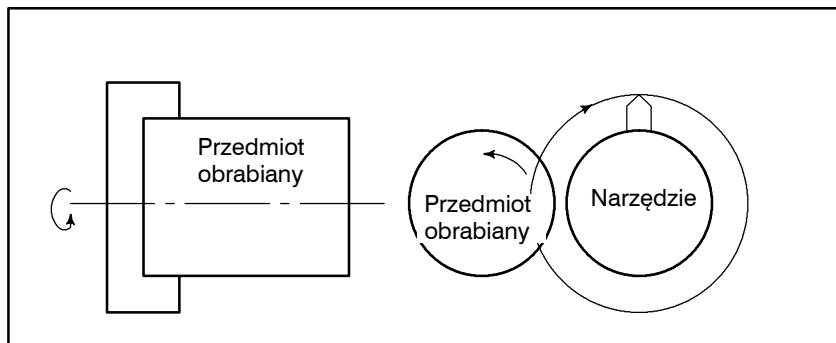 Przedmiot
obrabiany
Przedmiot
obrabiany
Narzędzie